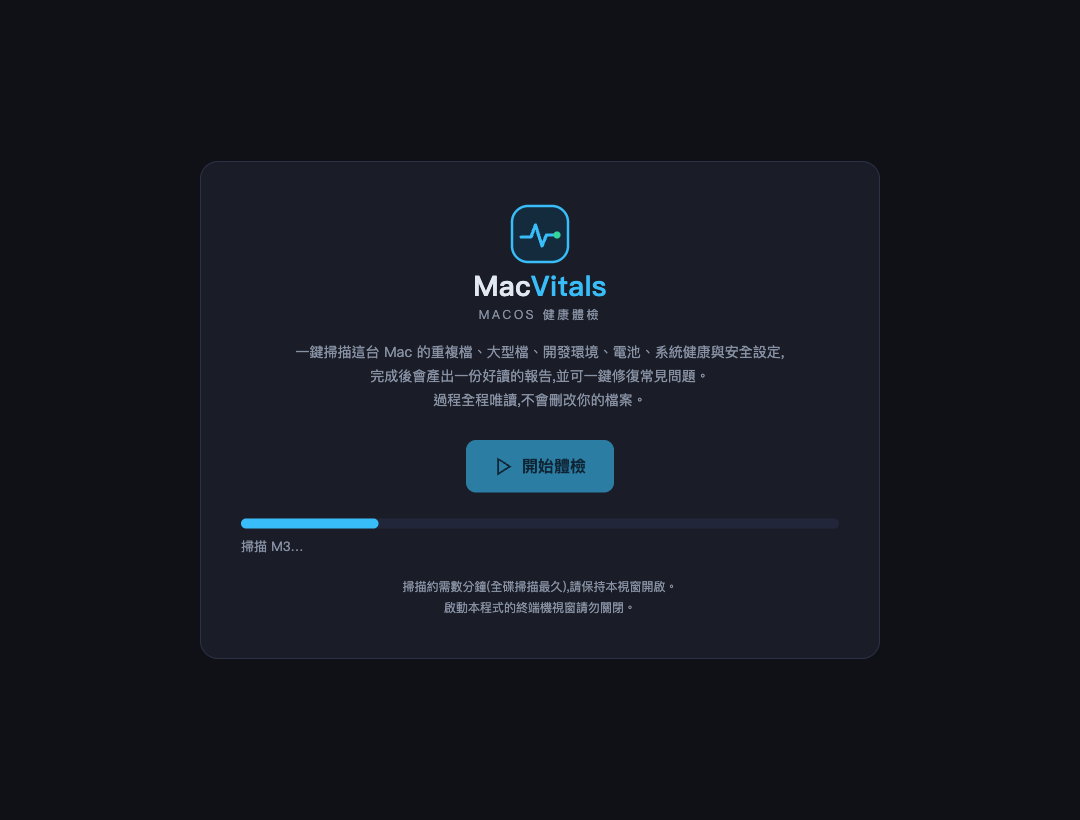 MacVitals
MACOS 健康體檢
一鍵掃描這台 Mac 的重複檔、大型檔、開發環境、電池、系統健康與安全設定,
完成後會產出一份好讀的報告,並可一鍵修復常見問題。
過程全程唯讀,不會刪改你的檔案。
開始體檢
掃描 M3...
掃描約需數分鐘(全碟掃描最久),請保持本視窗開啟。
啟動本程式的終端機視窗請勿關閉。